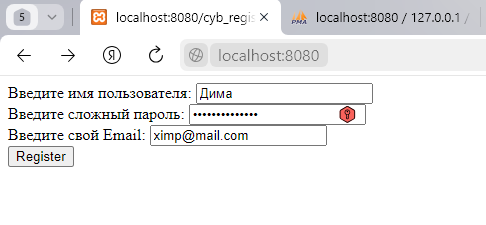 5
localhost:8080/cyb_regis
localhost:8080 / 127.0.0.1 /
localhost:8080
Введите имя пользователя: Дима
Введите сложный пароль: ••••••••••••••
Введите свой Email: ximp@mail.com
Register